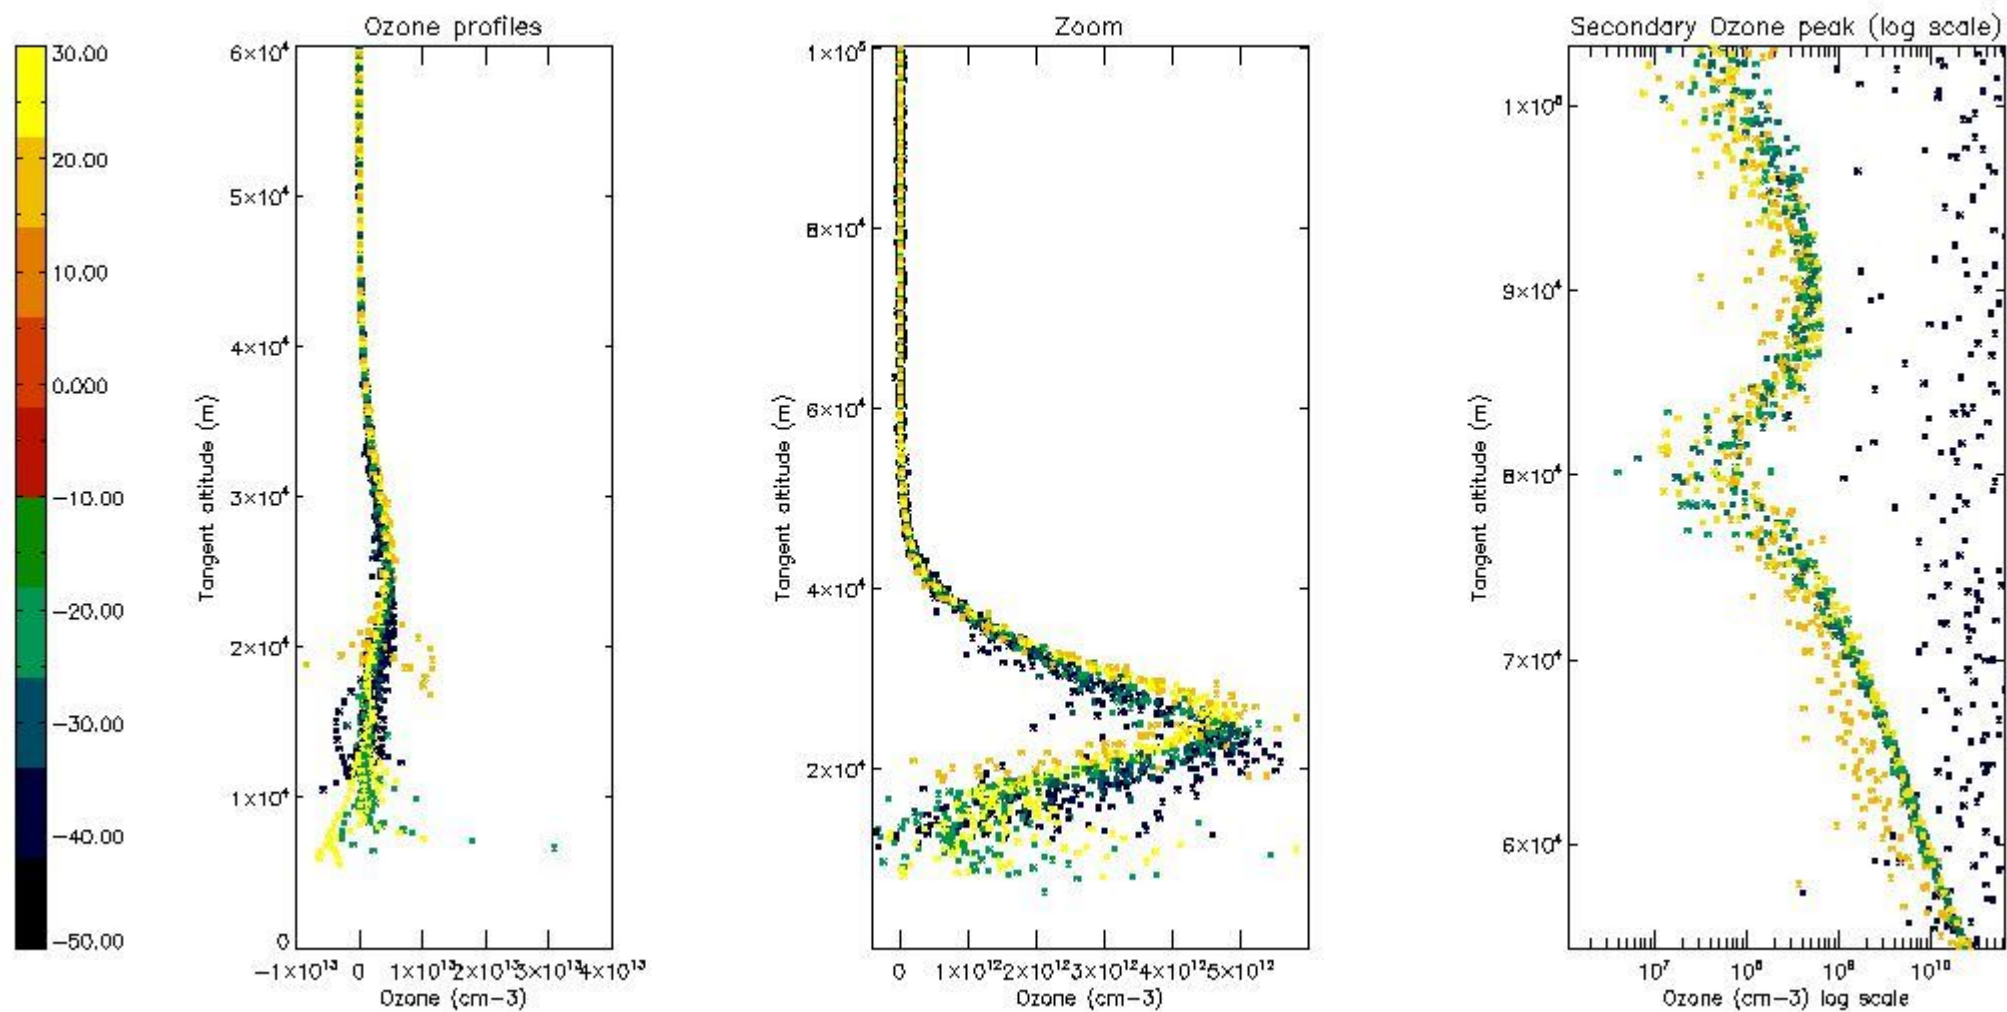 Ozone profiles
Zoom
Secondary Ozone peak (log scale)
30.00
20.00
10.00
0.000
−10.00
−20.00
−30.00
−40.00
−50.00
6×10⁴
5×10⁴
4×10⁴
3×10⁴
2×10⁴
1×10⁴
0
Tangent altitude (m)
−1×10¹³ 0 1×10¹³ 2×10¹³ 3×10¹³ 4×10¹³
Ozone (cm−3)
1×10⁵
8×10⁴
6×10⁴
4×10⁴
2×10⁴
Tangent altitude (m)
0 1×10¹² 2×10¹² 3×10¹² 4×10¹² 5×10¹²
Ozone (cm−3)
1×10⁵
9×10⁴
8×10⁴
7×10⁴
6×10⁴
Tangent altitude (m)
10⁷ 10⁸ 10⁹ 10¹⁰
Ozone (cm−3) log scale